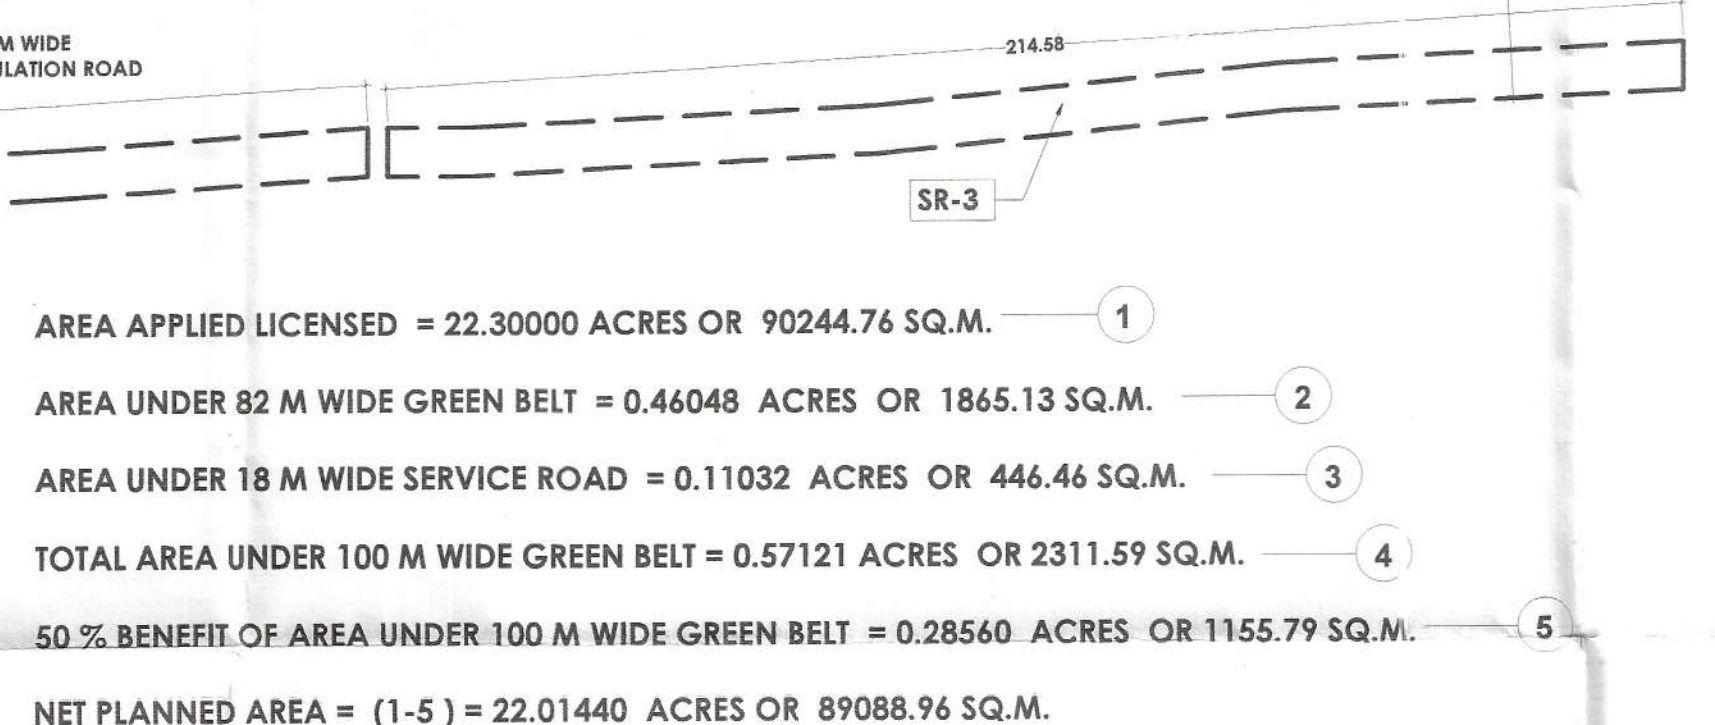 M WIDE
LATION ROAD
214.58
SR-3
AREA APPLIED LICENSED = 22.30000 ACRES OR 90244.76 SQ.M. 1
AREA UNDER 82 M WIDE GREEN BELT = 0.46048 ACRES OR 1865.13 SQ.M. 2
AREA UNDER 18 M WIDE SERVICE ROAD = 0.11032 ACRES OR 446.46 SQ.M. 3
TOTAL AREA UNDER 100 M WIDE GREEN BELT = 0.57121 ACRES OR 2311.59 SQ.M. 4
50 % BENEFIT OF AREA UNDER 100 M WIDE GREEN BELT = 0.28560 ACRES OR 1155.79 SQ.M. 5
NET PLANNED AREA = (1-5 ) = 22.01440 ACRES OR 89088.96 SQ.M.